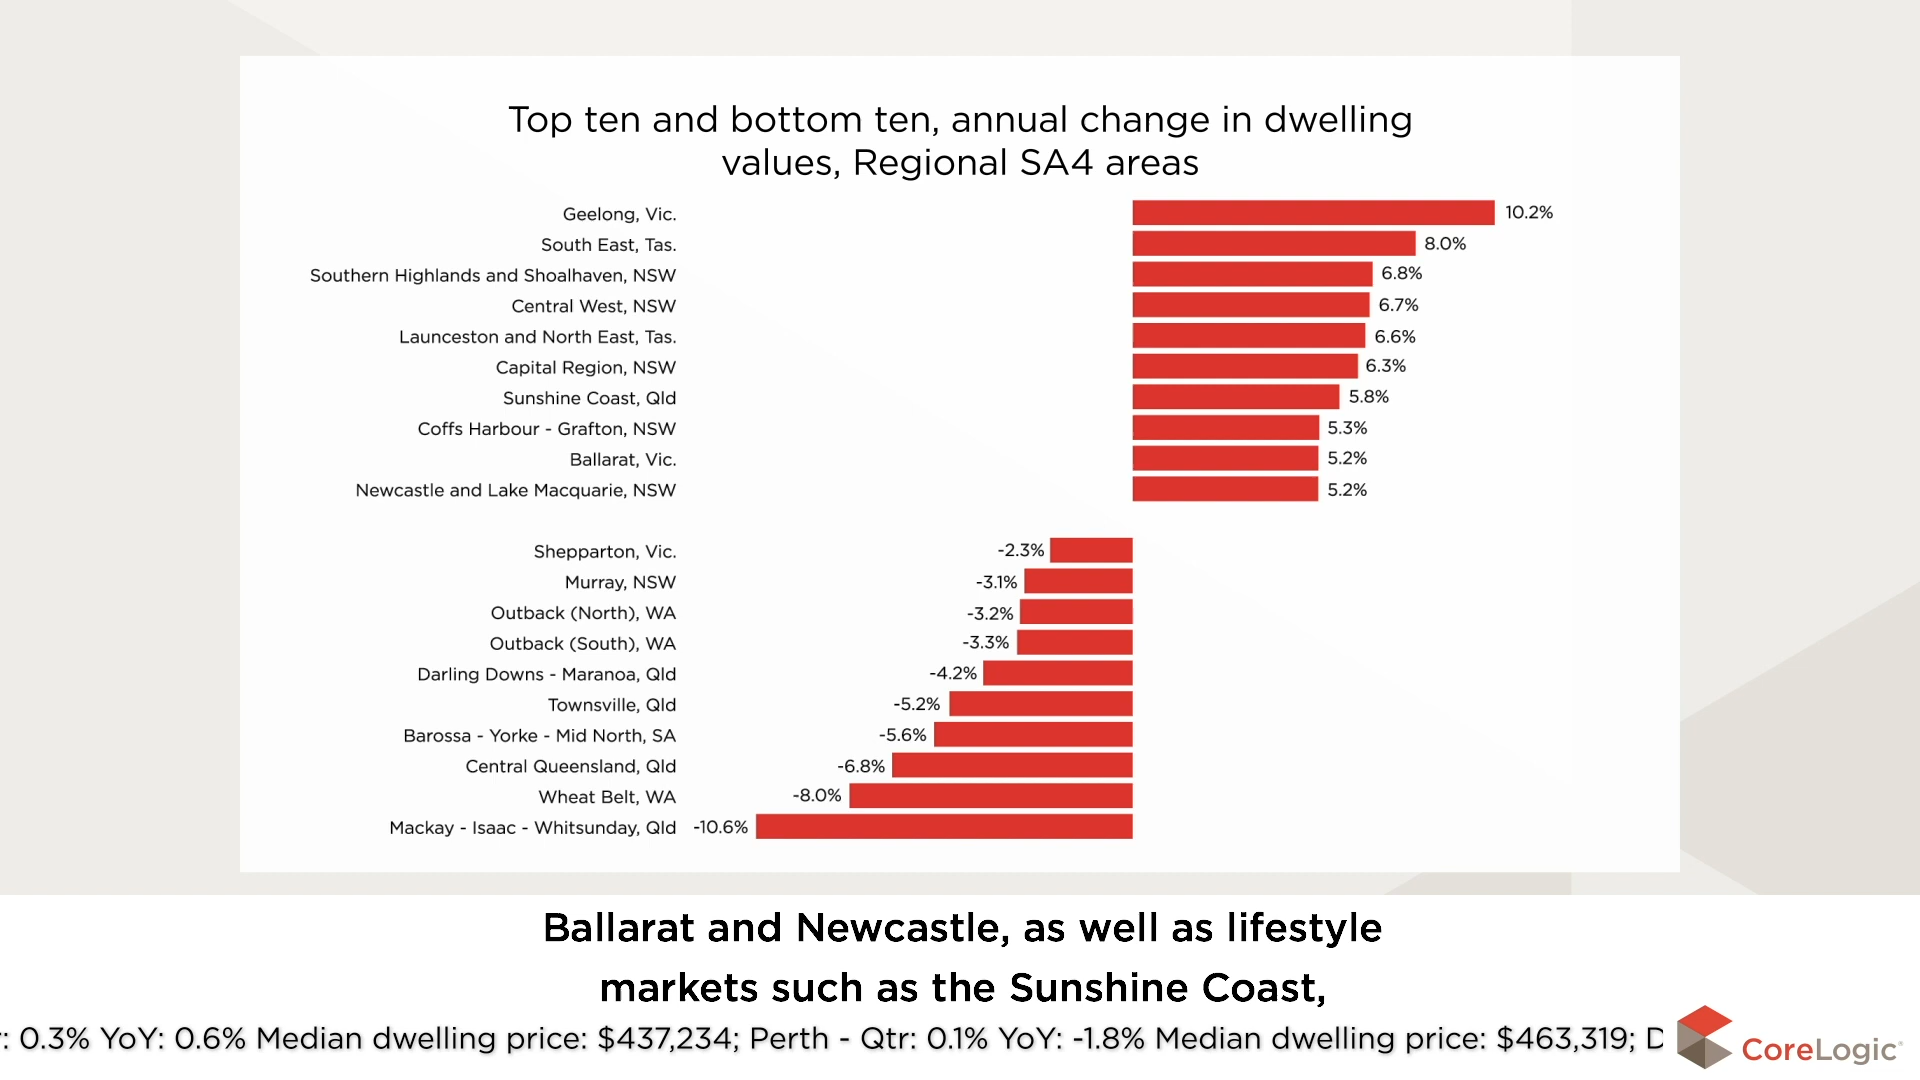 Top ten and bottom ten, annual change in dwelling
values, Regional SA4 areas
Geelong, Vic. 10.2%
South East, Tas. 8.0%
Southern Highlands and Shoalhaven, NSW 6.8%
Central West, NSW 6.7%
Launceston and North East, Tas. 6.6%
Capital Region, NSW 6.3%
Sunshine Coast, Qld 5.8%
Coffs Harbour - Grafton, NSW 5.3%
Ballarat, Vic. 5.2%
Newcastle and Lake Macquarie, NSW 5.2%
Shepparton, Vic. -2.3%
Murray, NSW -3.1%
Outback (North), WA -3.2%
Outback (South), WA -3.3%
Darling Downs - Maranoa, Qld -4.2%
Townsville, Qld -5.2%
Barossa - Yorke - Mid North, SA -5.6%
Central Queensland, Qld -6.8%
Wheat Belt, WA -8.0%
Mackay - Isaac - Whitsunday, Qld -10.6%
Ballarat and Newcastle, as well as lifestyle
markets such as the Sunshine Coast,
: 0.3% YoY: 0.6% Median dwelling price: $437,234; Perth - Qtr: 0.1% YoY: -1.8% Median dwelling price: $463,319; D
CoreLogic